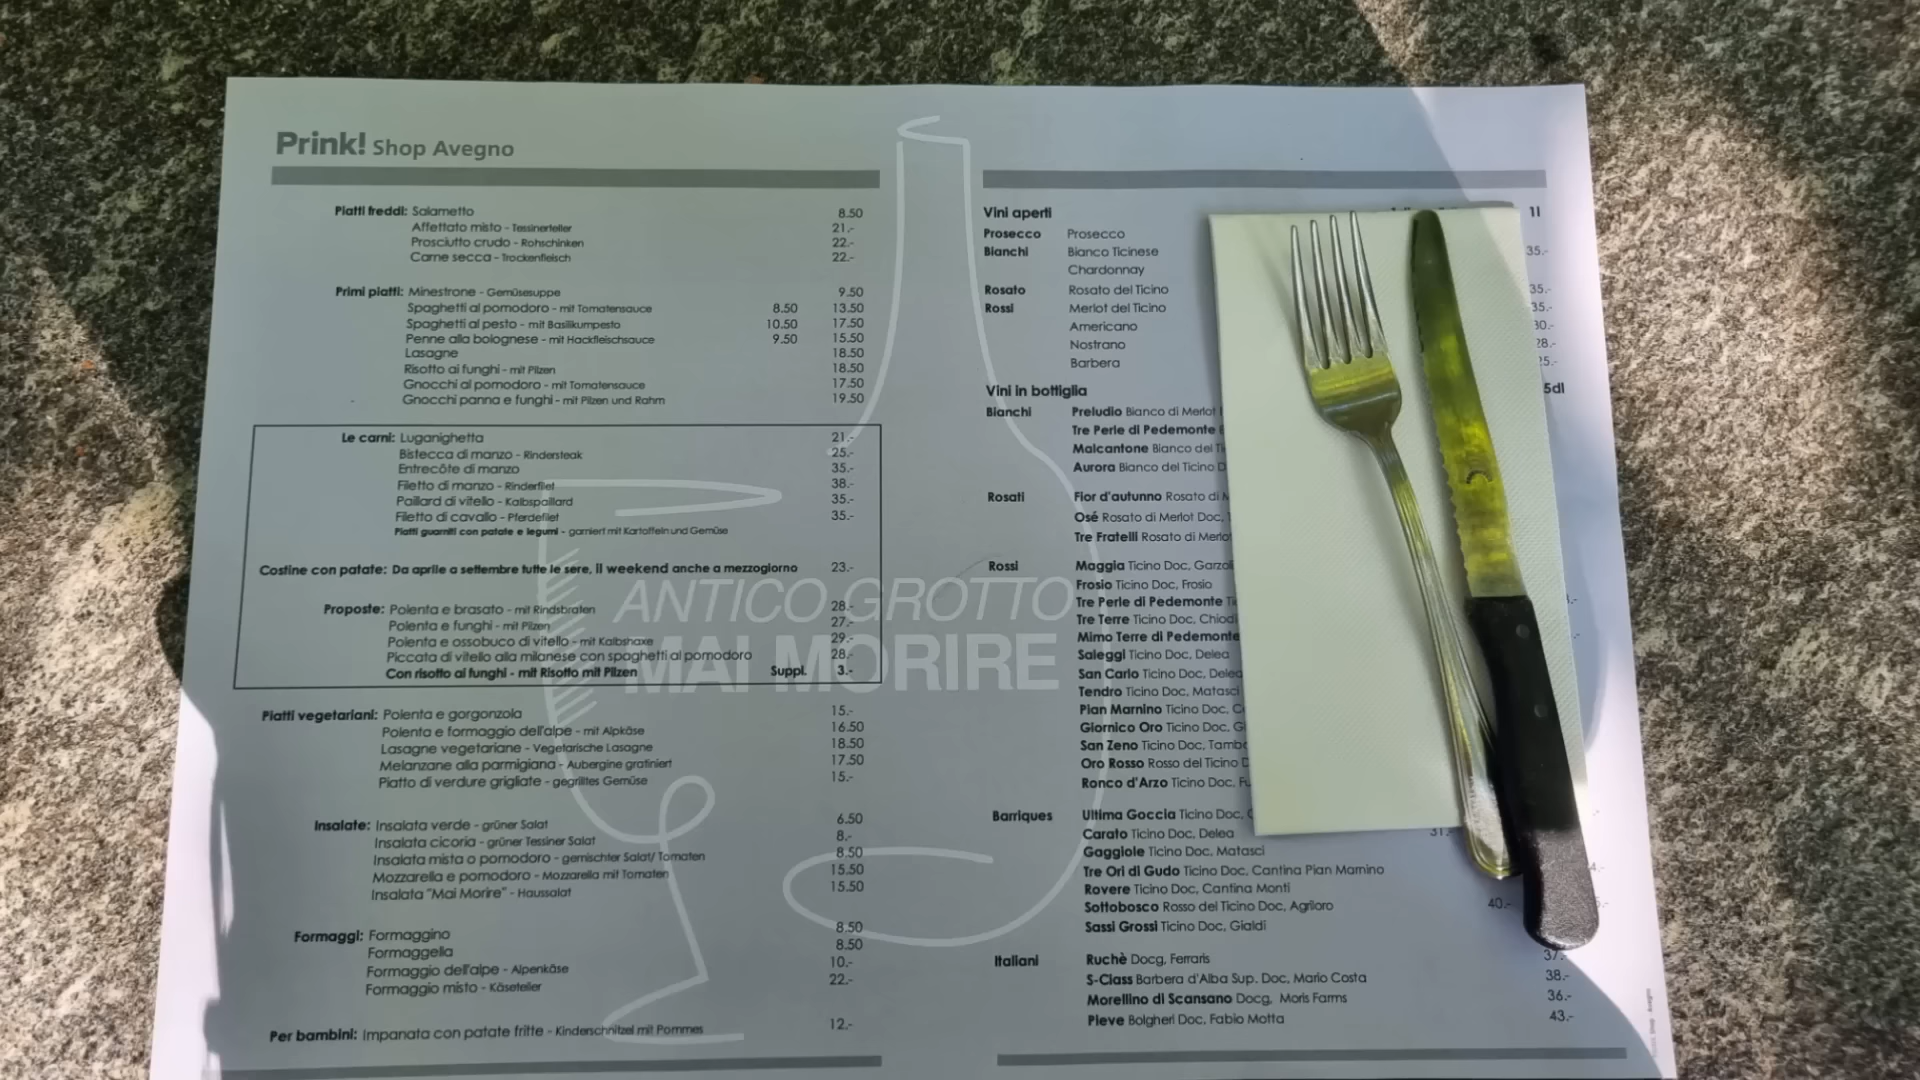 Prink! Shop Avegno
Piatti freddi: Salametto 8.50
Affettato misto - Tessinerteller 21.-
Prosciutto crudo - Rohschinken 22.-
Carne secca - Trockenfleisch 22.-
Primi piatti: Minestrone - Gemüsesuppe 9.50
Spaghetti al pomodoro - mit Tomatensauce 8.50 13.50
Spaghetti al pesto - mit Basilikumpesto 10.50 17.50
Penne alla bolognese - mit Hackfleischsauce 9.50 15.50
Lasagne 18.50
Risotto ai funghi - mit Pilzen 18.50
Gnocchi al pomodoro - mit Tomatensauce 17.50
Gnocchi panna e funghi - mit Pilzen und Rahm 19.50
Le carni: Luganighetta 21.-
Bistecca di manzo - Rindersteak 25.-
Entrecôte di manzo 35.-
Filetto di manzo - Rinderfilet 38.-
Paillard di vitello - Kalbspaillard 35.-
Filetto di cavallo - Pferdefilet 35.-
Piatti guarniti con patate e legumi - garniert mit Kartoffeln und Gemüse
Costine con patate: Da aprile a settembre tutte le sere, il weekend anche a mezzogiorno 23.-
Proposte: Polenta e brasato - mit Rindsbraten 28.-
Polenta e funghi - mit Pilzen 27.-
Polenta e ossobuco di vitello - mit Kalbshaxe 29.-
Piccata di vitello alla milanese con spaghetti al pomodoro 28.-
Con risotto ai funghi - mit Risotto mit Pilzen Suppl. 3.-
Piatti vegetariani: Polenta e gorgonzola 15.-
Polenta e formaggio dell'alpe - mit Alpkäse 16.50
Lasagne vegetariane - Vegetarische Lasagne 18.50
Melanzane alla parmigiana - Aubergine gratiniert 17.50
Piatto di verdure grigliate - gegrilltes Gemüse 15.-
Insalate: Insalata verde - grüner Salat 6.50
Insalata cicoria - grüner Tessiner Salat 8.-
Insalata mista o pomodoro - gemischter Salat/ Tomaten 8.50
Mozzarella e pomodoro - Mozzarella mit Tomaten 15.50
Insalata "Mai Morire" - Haussalat 15.50
Formaggi: Formaggino 8.50
Formaggella 8.50
Formaggio dell'alpe - Alpenkäse 10.-
Formaggio misto - Käseteller 22.-
Per bambini: Impanata con patate fritte - Kinderschnitzel mit Pommes 12.-
ANTICO GROTTO
MAI MORIRE
Vini aperti 1l
Prosecco Prosecco
Bianchi Bianco Ticinese 35.-
Chardonnay
Rosato Rosato del Ticino 35.-
Rossi Merlot del Ticino 35.-
Americano 30.-
Nostrano 28.-
Barbera
Vini in bottiglia 5dl
Bianchi Preludio Bianco di Merlot
Tre Perle di Pedemonte
Malcantone Bianco del
Aurora Bianco del Ticino
Rosati Fior d'autunno Rosato di
Osé Rosato di Merlot Doc,
Tre Fratelli Rosato di
Rossi Maggia Ticino Doc,
Frosio Ticino Doc, Frosio
Tre Perle di Pedemonte
Tre Terre Ticino Doc,
Mimo Terre di Pedemonte
Saleggi Ticino Doc, Delea
San Carlo Ticino Doc, Delea
Tendro Ticino Doc, Matasci
Pian Marnino Ticino Doc,
Giornico Oro Ticino Doc,
San Zeno Ticino Doc,
Oro Rosso Rosso del Ticino
Ronco d'Arzo Ticino Doc,
Barriques Ultima Goccia Ticino Doc,
Carato Ticino Doc, Delea 31.-
Gaggiole Ticino Doc, Matasci
Tre Ori di Gudo Ticino Doc, Cantina Pian Marnino
Rovere Ticino Doc, Cantina Monti
Sottobosco Rosso del Ticino Doc, Agriloro 40.-
Sassi Grossi Ticino Doc, Gialdi
Italiani Ruchè Docg, Ferraris 37.-
S-Class Barbera d'Alba Sup. Doc, Mario Costa 38.-
Morellino di Scansano Docg, Moris Farms 36.-
Pieve Bolgheri Doc, Fabio Motta 43.-